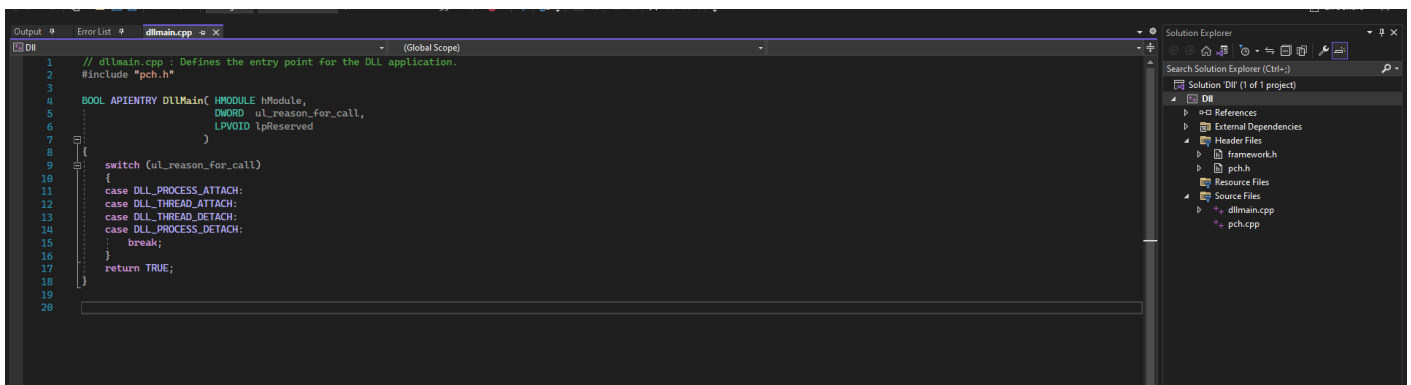 Output
Error List
dllmain.cpp
Solution Explorer
Dll
(Global Scope)
1 // dllmain.cpp : Defines the entry point for the DLL application.
2 #include "pch.h"
3
4 BOOL APIENTRY DllMain( HMODULE hModule,
5 DWORD ul_reason_for_call,
6 LPVOID lpReserved
7 )
8 {
9 switch (ul_reason_for_call)
10 {
11 case DLL_PROCESS_ATTACH:
12 case DLL_THREAD_ATTACH:
13 case DLL_THREAD_DETACH:
14 case DLL_PROCESS_DETACH:
15 break;
16 }
17 return TRUE;
18 }
19
20
Search Solution Explorer (Ctrl+;)
Solution 'Dll' (1 of 1 project)
Dll
References
External Dependencies
Header Files
framework.h
pch.h
Resource Files
Source Files
dllmain.cpp
pch.cpp